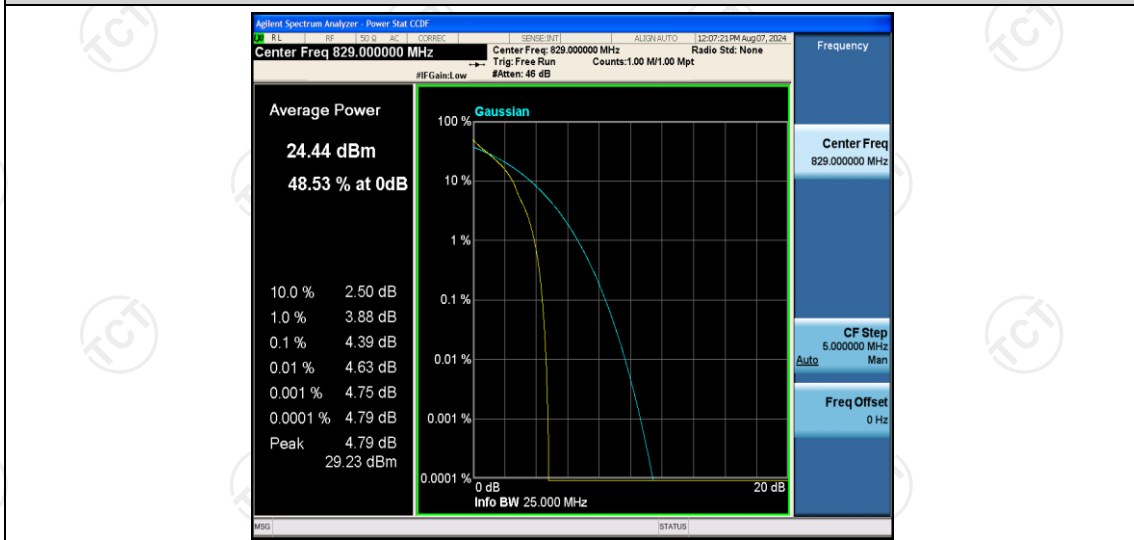 Agilent Spectrum Analyzer - Power Stat CCDF
RL RF 50 Ω AC CORREC SENSE:INT ALIGN AUTO 12:07:21 PM Aug 07, 2024
Center Freq 829.000000 MHz
Center Freq: 829.000000 MHz Radio Std: None
Trig: Free Run Counts:1.00 M/1.00 Mpt
#IFGain:Low #Atten: 46 dB
Frequency
Average Power
24.44 dBm
48.53 % at 0dB
10.0 % 2.50 dB
1.0 % 3.88 dB
0.1 % 4.39 dB
0.01 % 4.63 dB
0.001 % 4.75 dB
0.0001 % 4.79 dB
Peak 4.79 dB
29.23 dBm
Gaussian
100 %
10 %
1 %
0.1 %
0.01 %
0.001 %
0.0001 %
0 dB 20 dB
Info BW 25.000 MHz
Center Freq
829.000000 MHz
CF Step
5.000000 MHz
Auto Man
Freq Offset
0 Hz
MSG STATUS
TCT
TCT
TCT
TCT